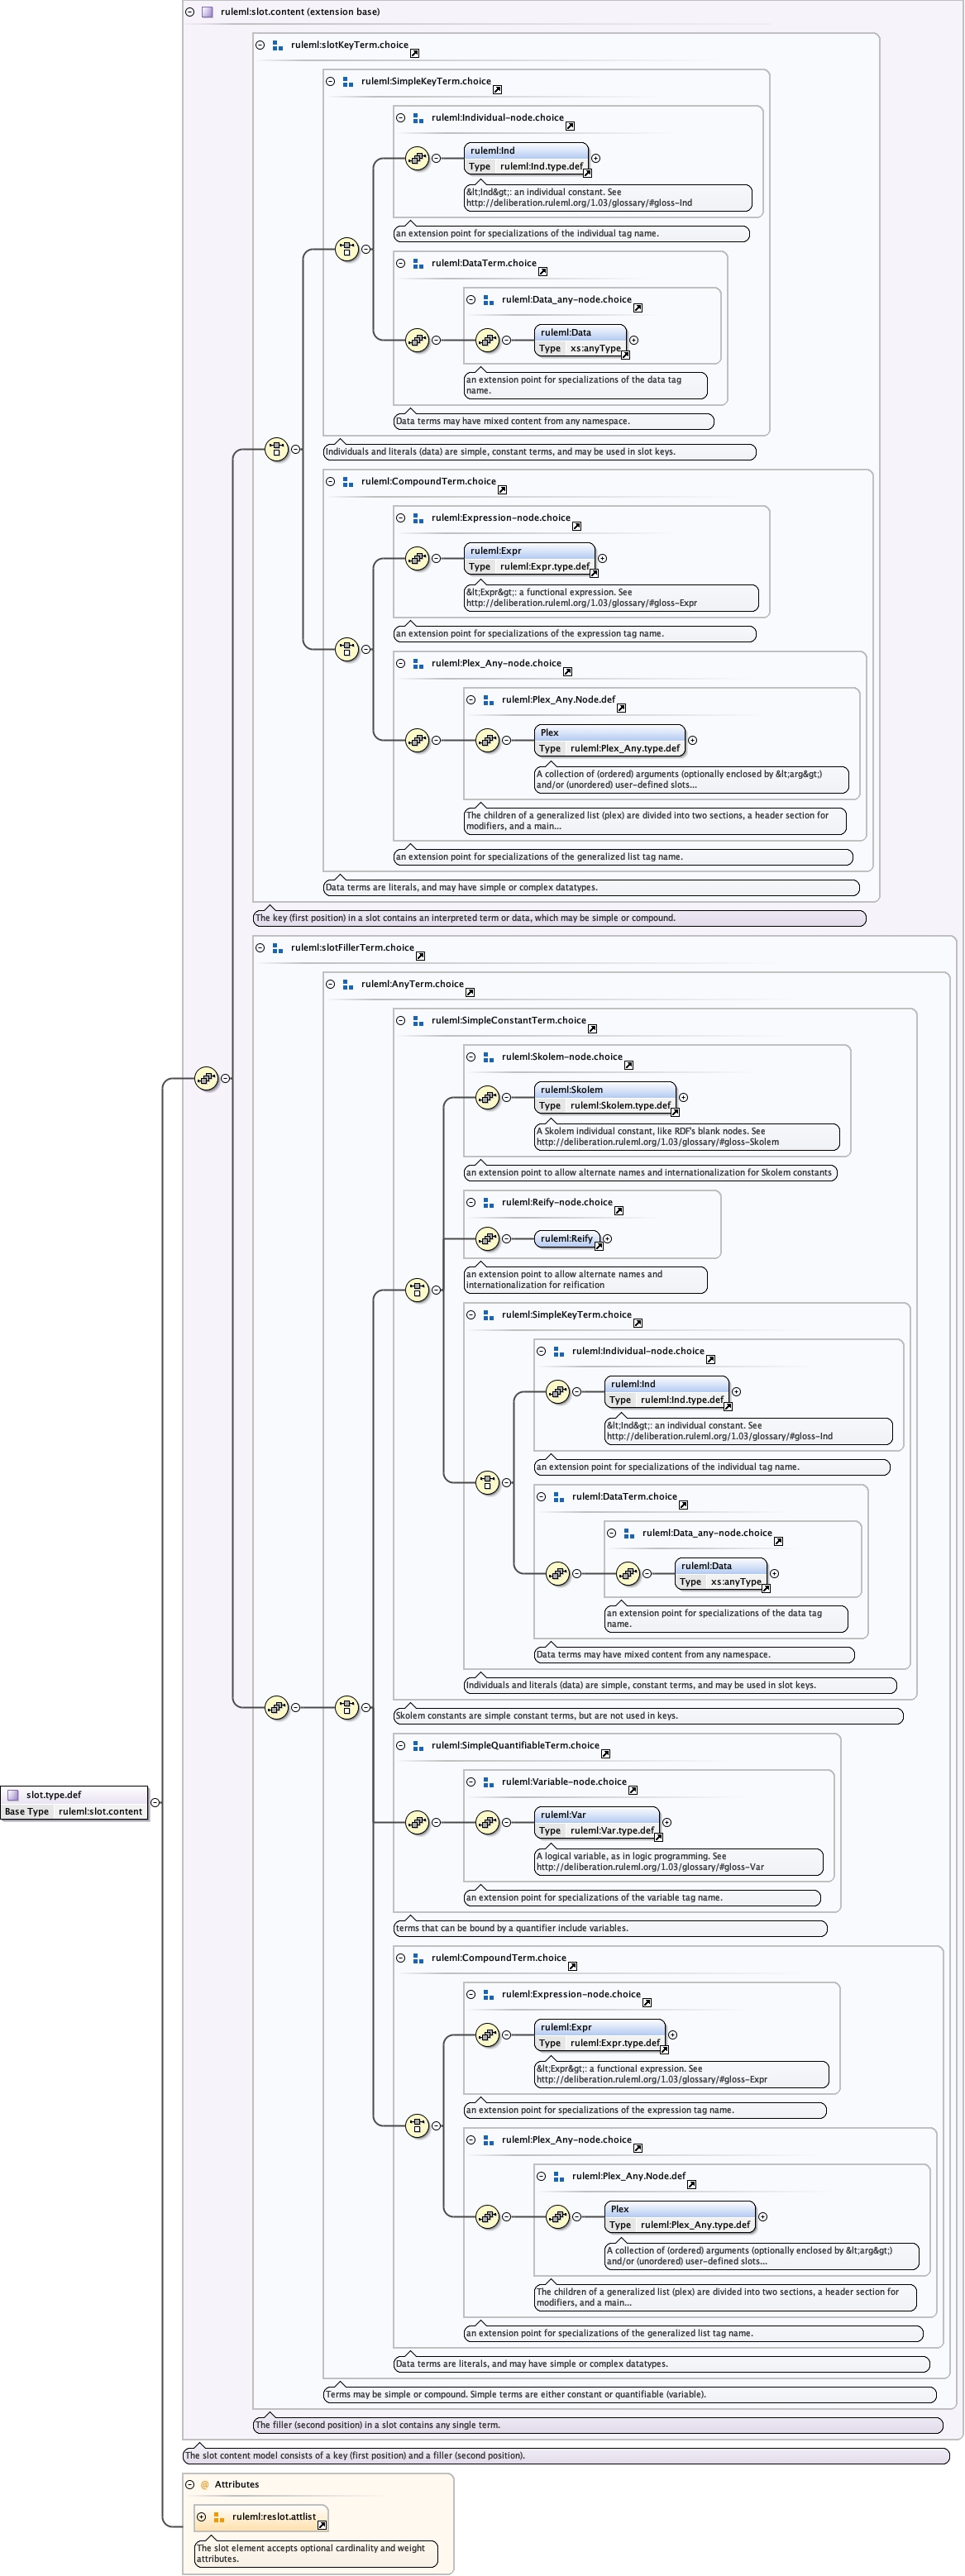 ruleml:slot.content (extension base)
ruleml:slotKeyTerm.choice
ruleml:SimpleKeyTerm.choice
ruleml:Individual-node.choice
ruleml:Ind
Type ruleml:Ind.type.def
&lt;Ind&gt;: an individual constant. See
http://deliberation.ruleml.org/1.03/glossary/#gloss-Ind
an extension point for specializations of the individual tag name.
ruleml:DataTerm.choice
ruleml:Data_any-node.choice
ruleml:Data
Type xs:anyType
an extension point for specializations of the data tag
name.
Data terms may have mixed content from any namespace.
Individuals and literals (data) are simple, constant terms, and may be used in slot keys.
ruleml:CompoundTerm.choice
ruleml:Expression-node.choice
ruleml:Expr
Type ruleml:Expr.type.def
&lt;Expr&gt;: a functional expression. See
http://deliberation.ruleml.org/1.03/glossary/#gloss-Expr
an extension point for specializations of the expression tag name.
ruleml:Plex_Any-node.choice
ruleml:Plex_Any.Node.def
Plex
Type ruleml:Plex_Any.type.def
A collection of (ordered) arguments (optionally enclosed by &lt;arg&gt;)
and/or (unordered) user-defined slots...
The children of a generalized list (plex) are divided into two sections, a header section for
modifiers, and a main...
an extension point for specializations of the generalized list tag name.
Data terms are literals, and may have simple or complex datatypes.
The key (first position) in a slot contains an interpreted term or data, which may be simple or compound.
ruleml:slotFillerTerm.choice
ruleml:AnyTerm.choice
ruleml:SimpleConstantTerm.choice
ruleml:Skolem-node.choice
ruleml:Skolem
Type ruleml:Skolem.type.def
A Skolem individual constant, like RDF's blank nodes. See
http://deliberation.ruleml.org/1.03/glossary/#gloss-Skolem
an extension point to allow alternate names and internationalization for Skolem constants
ruleml:Reify-node.choice
ruleml:Reify
an extension point to allow alternate names and
internationalization for reification
ruleml:SimpleKeyTerm.choice
ruleml:Individual-node.choice
ruleml:Ind
Type ruleml:Ind.type.def
&lt;Ind&gt;: an individual constant. See
http://deliberation.ruleml.org/1.03/glossary/#gloss-Ind
an extension point for specializations of the individual tag name.
ruleml:DataTerm.choice
ruleml:Data_any-node.choice
ruleml:Data
Type xs:anyType
an extension point for specializations of the data tag
name.
Data terms may have mixed content from any namespace.
Individuals and literals (data) are simple, constant terms, and may be used in slot keys.
Skolem constants are simple constant terms, but are not used in keys.
ruleml:SimpleQuantifiableTerm.choice
ruleml:Variable-node.choice
slot.type.def
Base Type ruleml:slot.content
ruleml:Var
Type ruleml:Var.type.def
A logical variable, as in logic programming. See
http://deliberation.ruleml.org/1.03/glossary/#gloss-Var
an extension point for specializations of the variable tag name.
terms that can be bound by a quantifier include variables.
ruleml:CompoundTerm.choice
ruleml:Expression-node.choice
ruleml:Expr
Type ruleml:Expr.type.def
&lt;Expr&gt;: a functional expression. See
http://deliberation.ruleml.org/1.03/glossary/#gloss-Expr
an extension point for specializations of the expression tag name.
ruleml:Plex_Any-node.choice
ruleml:Plex_Any.Node.def
Plex
Type ruleml:Plex_Any.type.def
A collection of (ordered) arguments (optionally enclosed by &lt;arg&gt;)
and/or (unordered) user-defined slots...
The children of a generalized list (plex) are divided into two sections, a header section for
modifiers, and a main...
an extension point for specializations of the generalized list tag name.
Data terms are literals, and may have simple or complex datatypes.
Terms may be simple or compound. Simple terms are either constant or quantifiable (variable).
The filler (second position) in a slot contains any single term.
The slot content model consists of a key (first position) and a filler (second position).
@ Attributes
ruleml:reslot.attlist
The slot element accepts optional cardinality and weight
attributes.